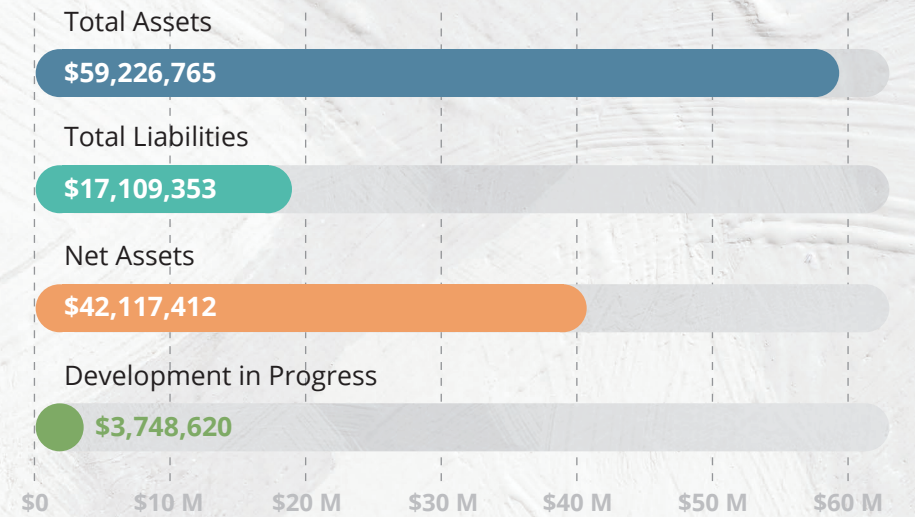 Total Assets
$59,226,765
Total Liabilities
$17,109,353
Net Assets
$42,117,412
Development in Progress
$3,748,620
$0 $10 M $20 M $30 M $40 M $50 M $60 M